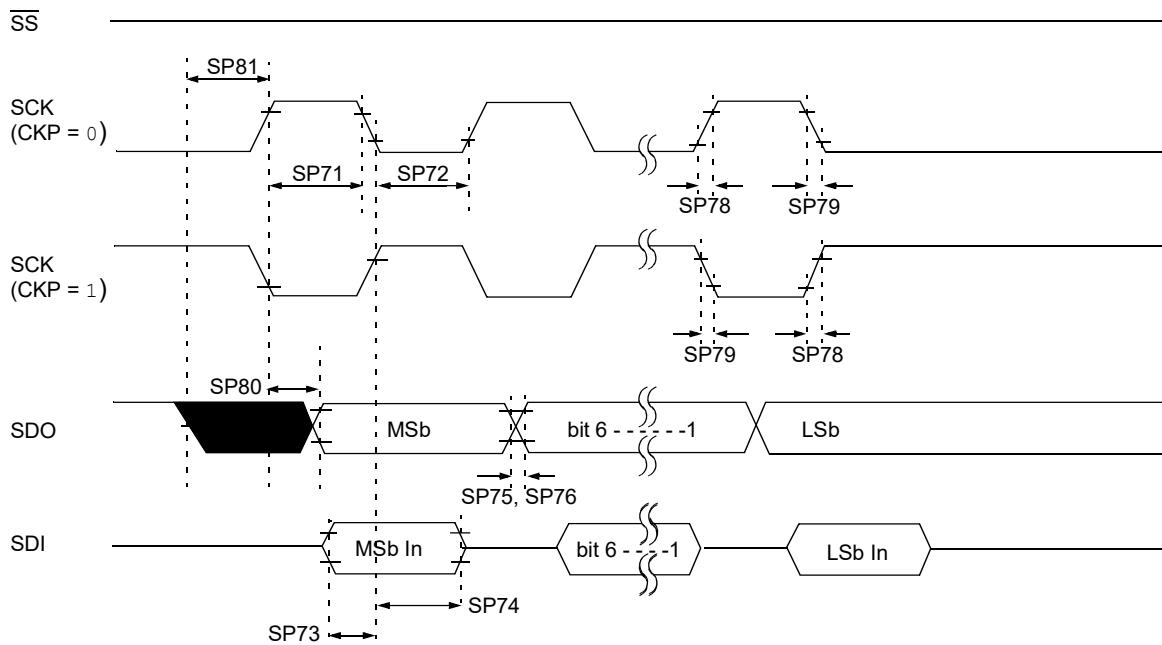 SS
SP81
SCK
(CKP = 0)
SP71
SP72
SP78
SP79
SCK
(CKP = 1)
SP79
SP78
SP80
SDO
MSb
bit 6 - - - - - - -1
LSb
SP75, SP76
SDI
MSb In
bit 6 - - - - -1
LSb In
SP74
SP73